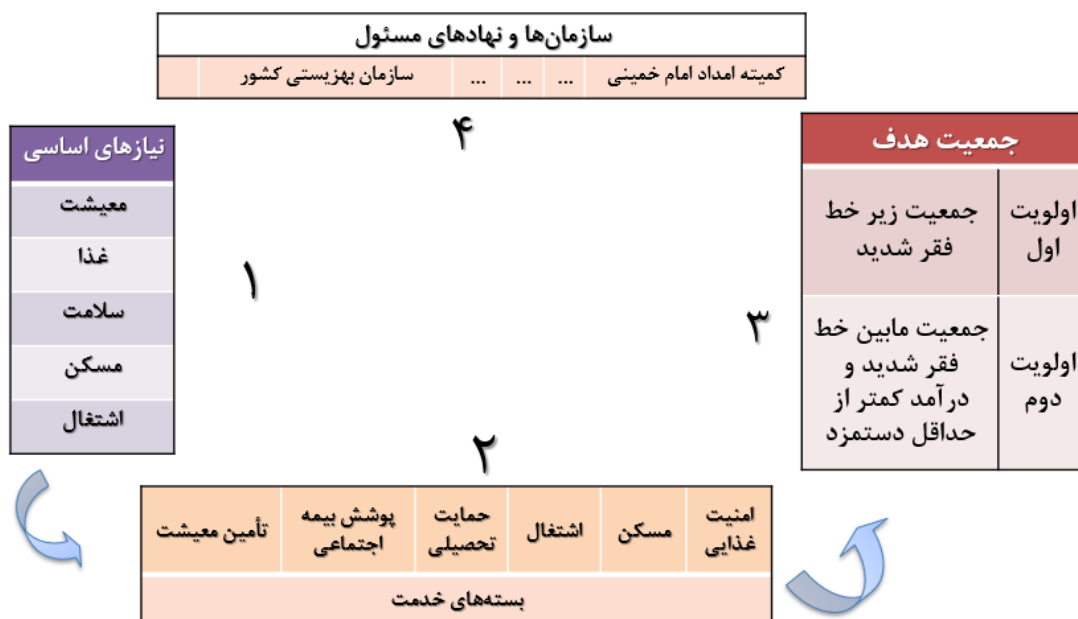 سازمان‌ها و نهادهای مسئول
کمیته امداد امام خمینی ... ... ... سازمان بهزیستی کشور
۴
جمعیت هدف
اولویت اول
جمعیت زیر خط
فقر شدید
اولویت دوم
جمعیت مابین خط
فقر شدید و
درآمد کمتر از
حداقل دستمزد
۳
نیازهای اساسی
معیشت
غذا
سلامت
مسکن
اشتغال
۱
۲
امنیت غذایی
مسکن
اشتغال
حمایت تحصیلی
پوشش بیمه اجتماعی
تأمین معیشت
بسته‌های خدمت